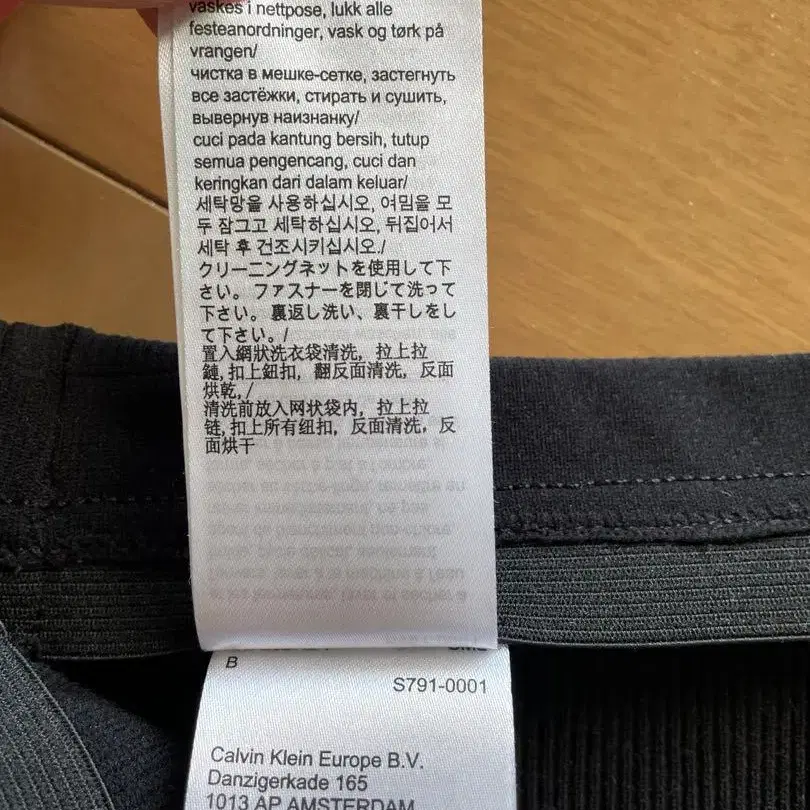 vaskes i nettpose, lukk alle
festeanordninger, vask og tørk på
vrangen/
чистка в мешке-сетке, застегнуть
все застёжки, стирать и сушить,
вывернув наизнанку/
cuci pada kantung bersih, tutup
semua pengencang, cuci dan
keringkan dari dalam keluar/
세탁망을 사용하십시오, 여밈을 모
두 잠그고 세탁하십시오, 뒤집어서
세탁 후 건조시키십시오./
クリーニングネットを使用して下
さい。ファスナーを閉じて洗って
下さい。裏返し洗い、裏干しをし
て下さい。/
置入網狀洗衣袋清洗, 拉上拉
鏈,扣上鈕扣, 翻反面清洗, 反面
烘乾,/
清洗前放入网状袋内, 拉上拉
链,扣上所有纽扣, 反面清洗, 反
面烘干
B
S791-0001
Calvin Klein Europe B.V.
Danzigerkade 165
1013 AP AMSTERDAM